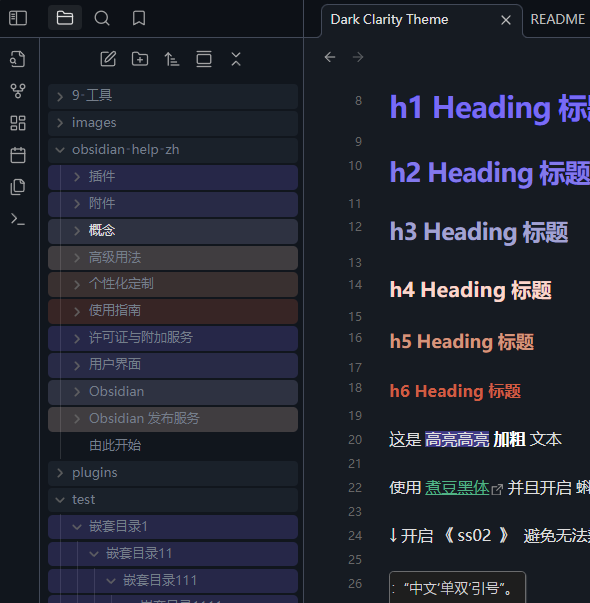 Dark Clarity Theme
README
9-工具
images
obsidian-help-zh
插件
附件
概念
高级用法
个性化定制
使用指南
许可证与附加服务
用户界面
Obsidian
Obsidian 发布服务
由此开始
plugins
test
嵌套目录1
嵌套目录11
嵌套目录111
8 h1 Heading 标
9
10 h2 Heading 标题
11
12 h3 Heading 标题
13
14 h4 Heading 标题
15
16 h5 Heading 标题
17
18 h6 Heading 标题
19
20 这是 高亮高亮 加粗 文本
21
22 使用 煮豆黑体 并且开启
23
24 ↓开启 《 ss02 》 避免无法
25
26 : “中文‘单双’引号”。